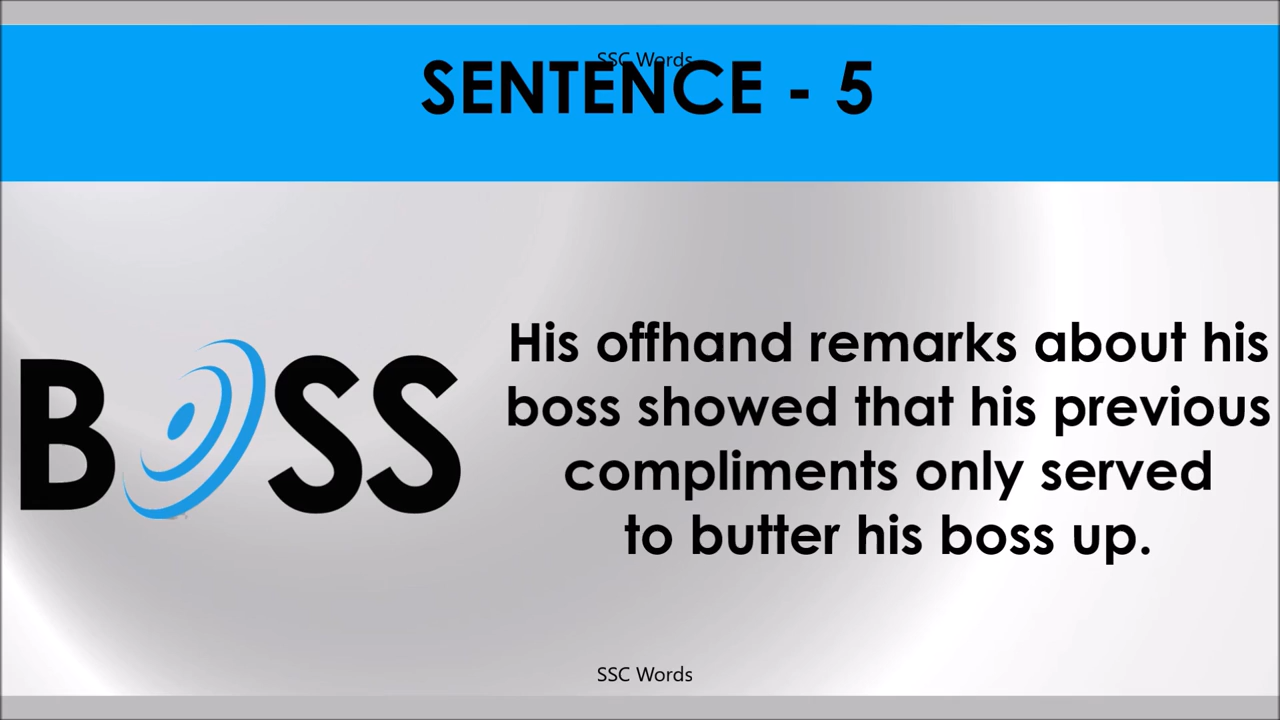 SSC Words
SENTENCE - 5
BOSS
His offhand remarks about his
boss showed that his previous
compliments only served
to butter his boss up.
SSC Words